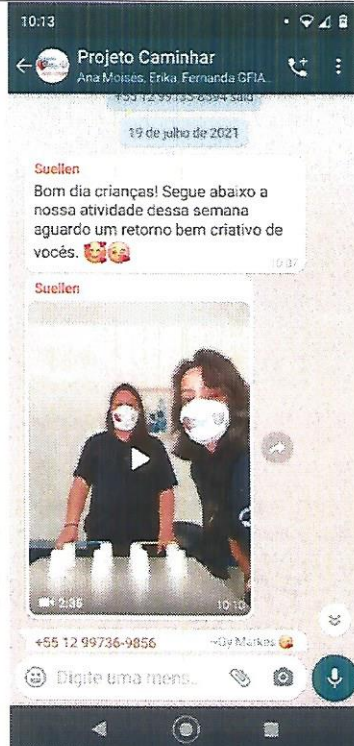 10:13
Projeto Caminhar
Ana Moises, Erika, Fernanda GFIA..
19 de julho de 2021
Suellen
Bom dia crianças! Segue abaixo a
nossa atividade dessa semana
aguardo um retorno bem criativo de
vocês.
10:07
Suellen
2:36
10:10
+55 12 99736-9856
~Gy Markes
Digite uma mens..